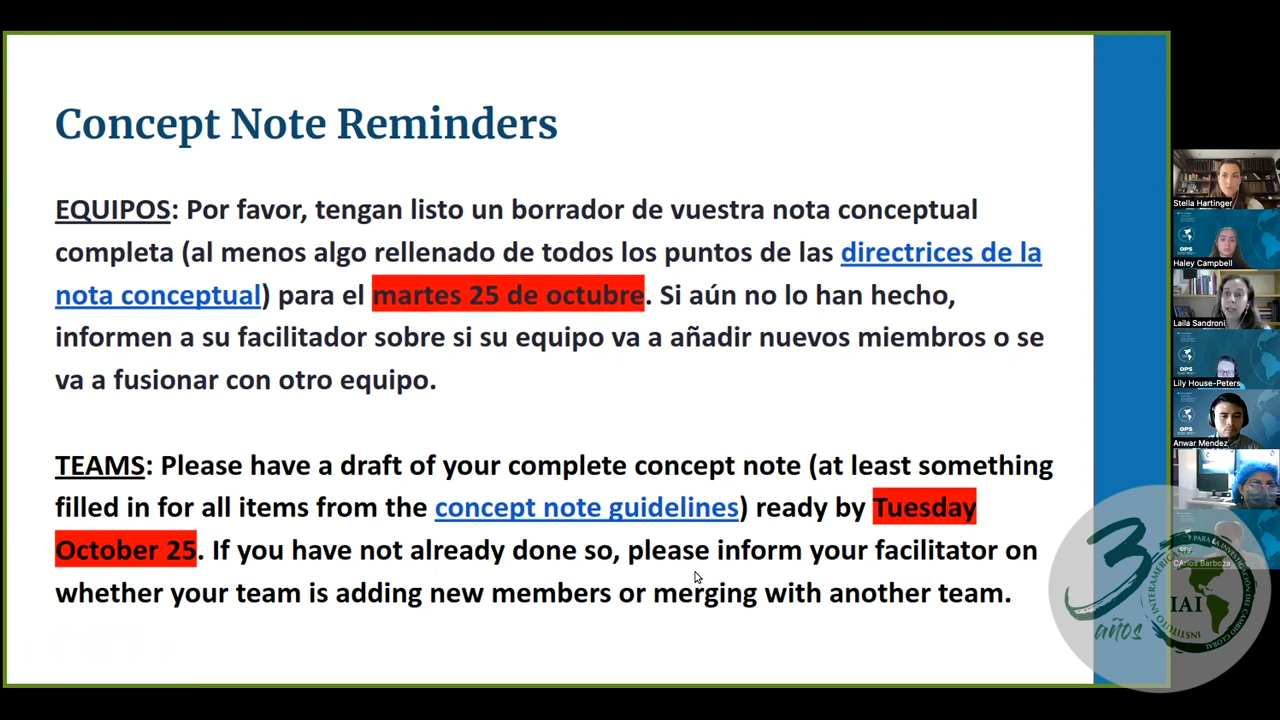 Concept Note Reminders
EQUIPOS: Por favor, tengan listo un borrador de vuestra nota conceptual
completa (al menos algo rellenado de todos los puntos de las directrices de la
nota conceptual) para el martes 25 de octubre. Si aún no lo han hecho,
informen a su facilitador sobre si su equipo va a añadir nuevos miembros o se
va a fusionar con otro equipo.
TEAMS: Please have a draft of your complete concept note (at least something
filled in for all items from the concept note guidelines) ready by Tuesday
October 25. If you have not already done so, please inform your facilitator on
whether your team is adding new members or merging with another team.
Stella Hartinger
OPS
Haley Campbell
Laila Sandroni
OPS
Lily House-Peters
OPS
Anwar Mendez
CArlos Barboza
30
años
IAI